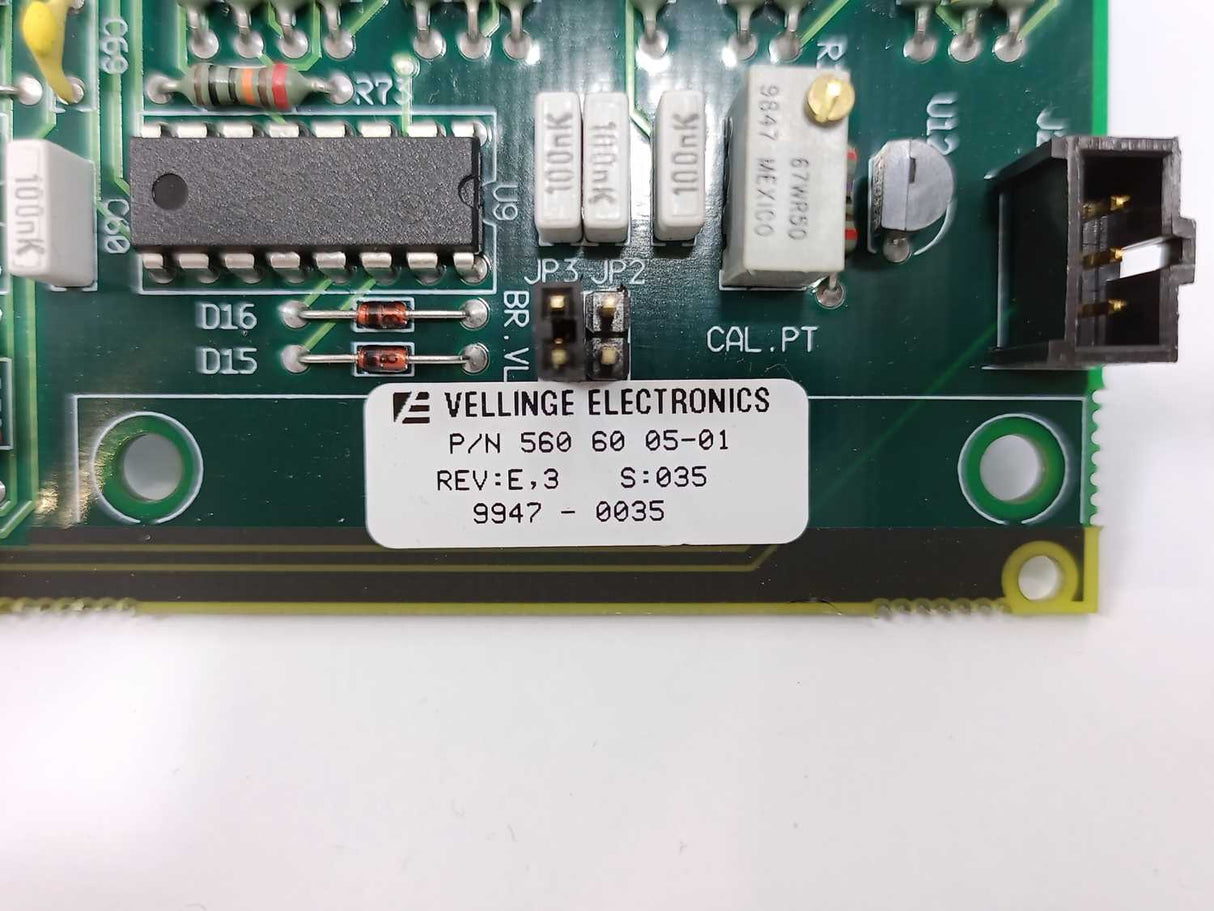 C69
R73
100nK
C60
U9
100nK
100nK
100nK
R
9847 MEXICO
67WR50
U12
JP3 JP2
D16
D15
BR.VL
CAL.PT
VELLINGE ELECTRONICS
P/N 560 60 05-01
REV:E,3 S:035
9947 - 0035